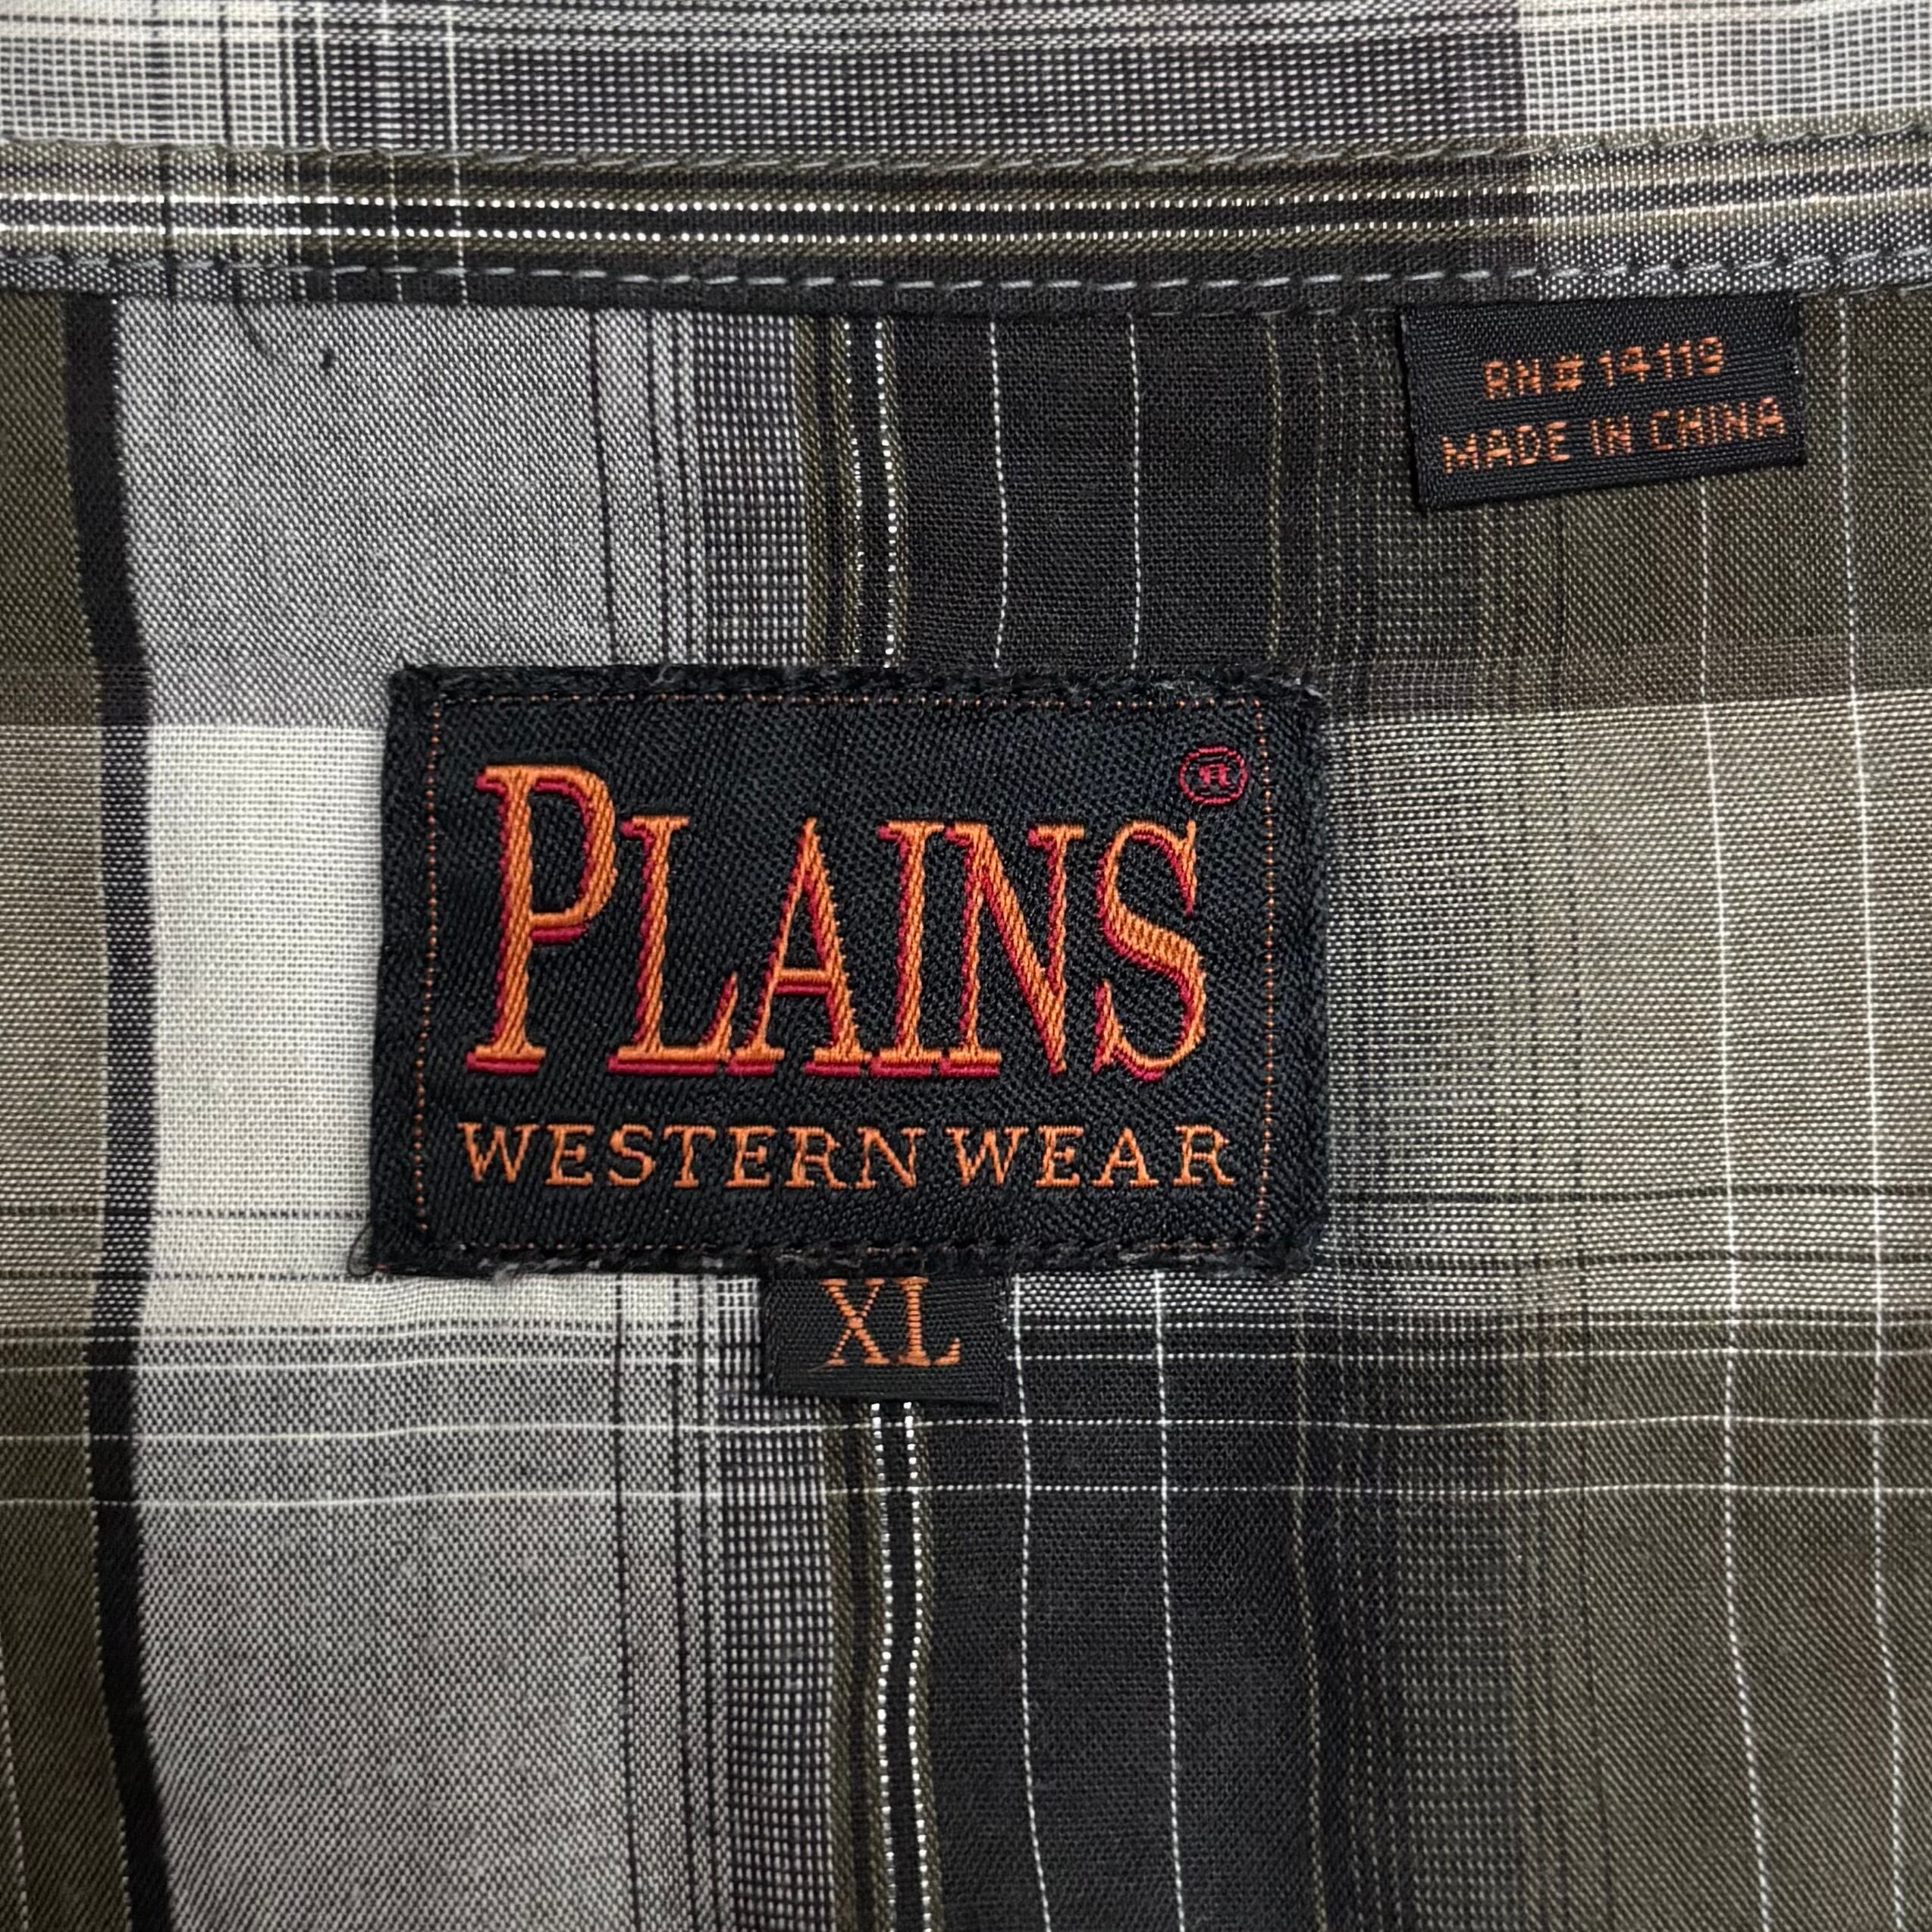 RN# 14119
MADE IN CHINA
PLAINS®
WESTERN WEAR
XL